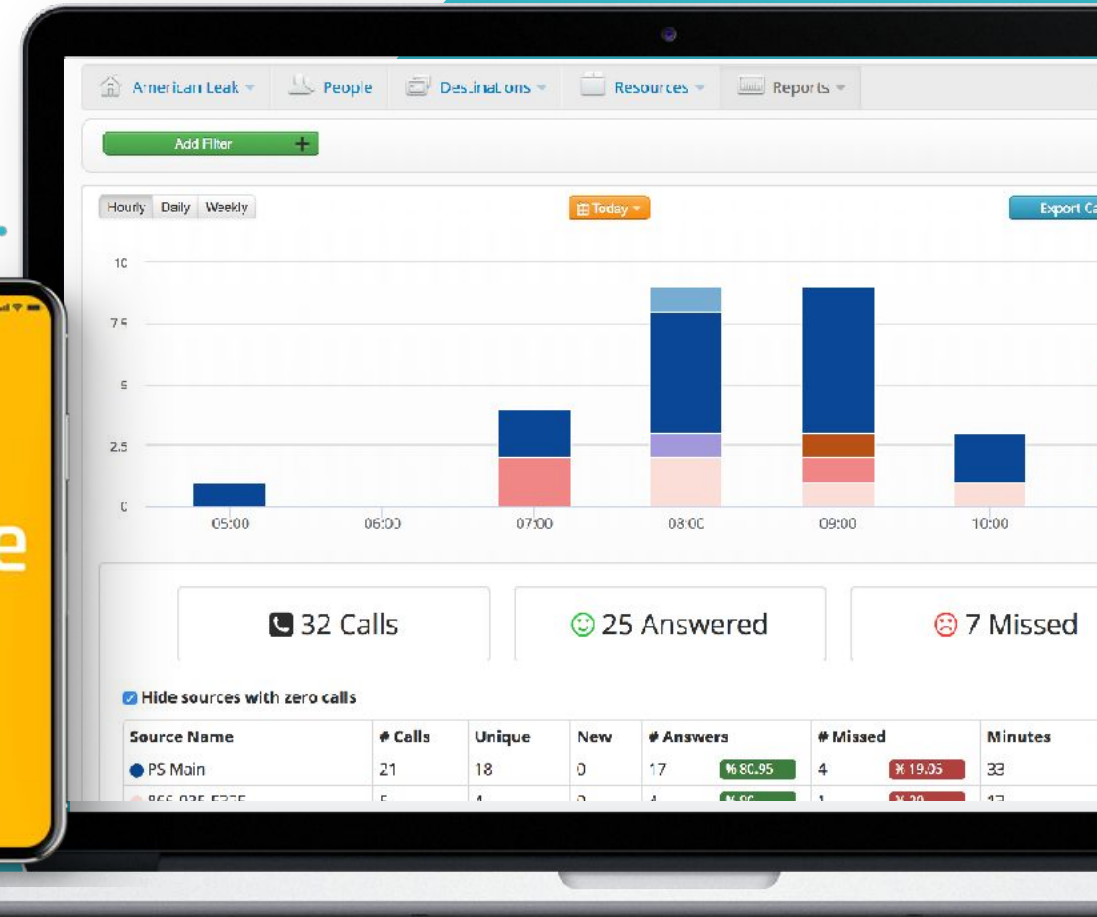 American Leak People Destinations Resources Reports
Add Filter +
Hourly Daily Weekly Today Export Ca
10
7.5
5
2.5
0
05:00 06:00 07:00 08:00 09:00 10:00
e
32 Calls 25 Answered 7 Missed
Hide sources with zero calls
Source Name # Calls Unique New # Answers # Missed Minutes
PS Main 21 18 0 17 % 80.95 4 % 19.05 33